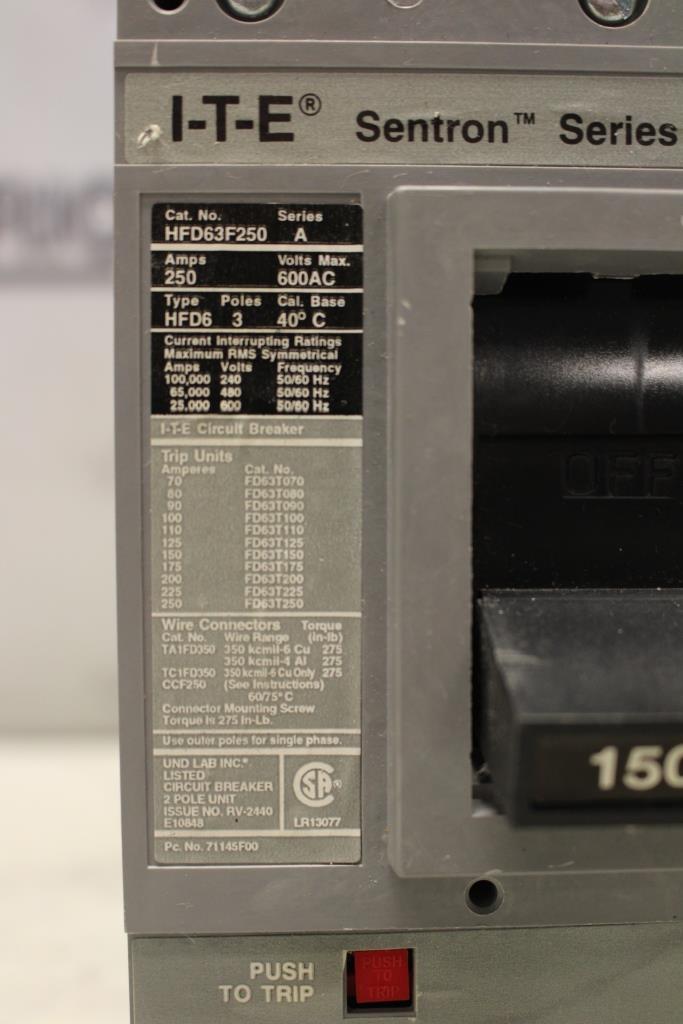 I-T-E® Sentron™ Series
Cat. No. Series
HFD63F250 A
Amps Volts Max.
250 600AC
Type Poles Cal. Base
HFD6 3 40° C
Current Interrupting Ratings
Maximum RMS Symmetrical
Amps Volts Frequency
100,000 240 50/60 Hz
65,000 480 50/60 Hz
25,000 600 50/60 Hz
I-T-E Circuit Breaker
Trip Units
Amperes Cat. No.
70 FD63T070
80 FD63T080
90 FD63T090
100 FD63T100
110 FD63T110
125 FD63T125
150 FD63T150
175 FD63T175
200 FD63T200
225 FD63T225
250 FD63T250
Wire Connectors Torque
Cat. No. Wire Range (in-lb)
TA1FD350 350 kcmil-6 Cu 275
350 kcmil-4 Al 275
TC1FD350 350 kcmil-6 Cu Only 275
CCF250 (See Instructions)
60/75° C
Connector Mounting Screw
Torque is 275 In-Lb.
Use outer poles for single phase.
UND LAB INC.®
LISTED
CIRCUIT BREAKER
2 POLE UNIT
ISSUE NO. RV-2440
E10848
SA ®
LR13077
Pc. No. 71145F00
OFF
150
PUSH
TO TRIP
PUSH
TO
TRIP